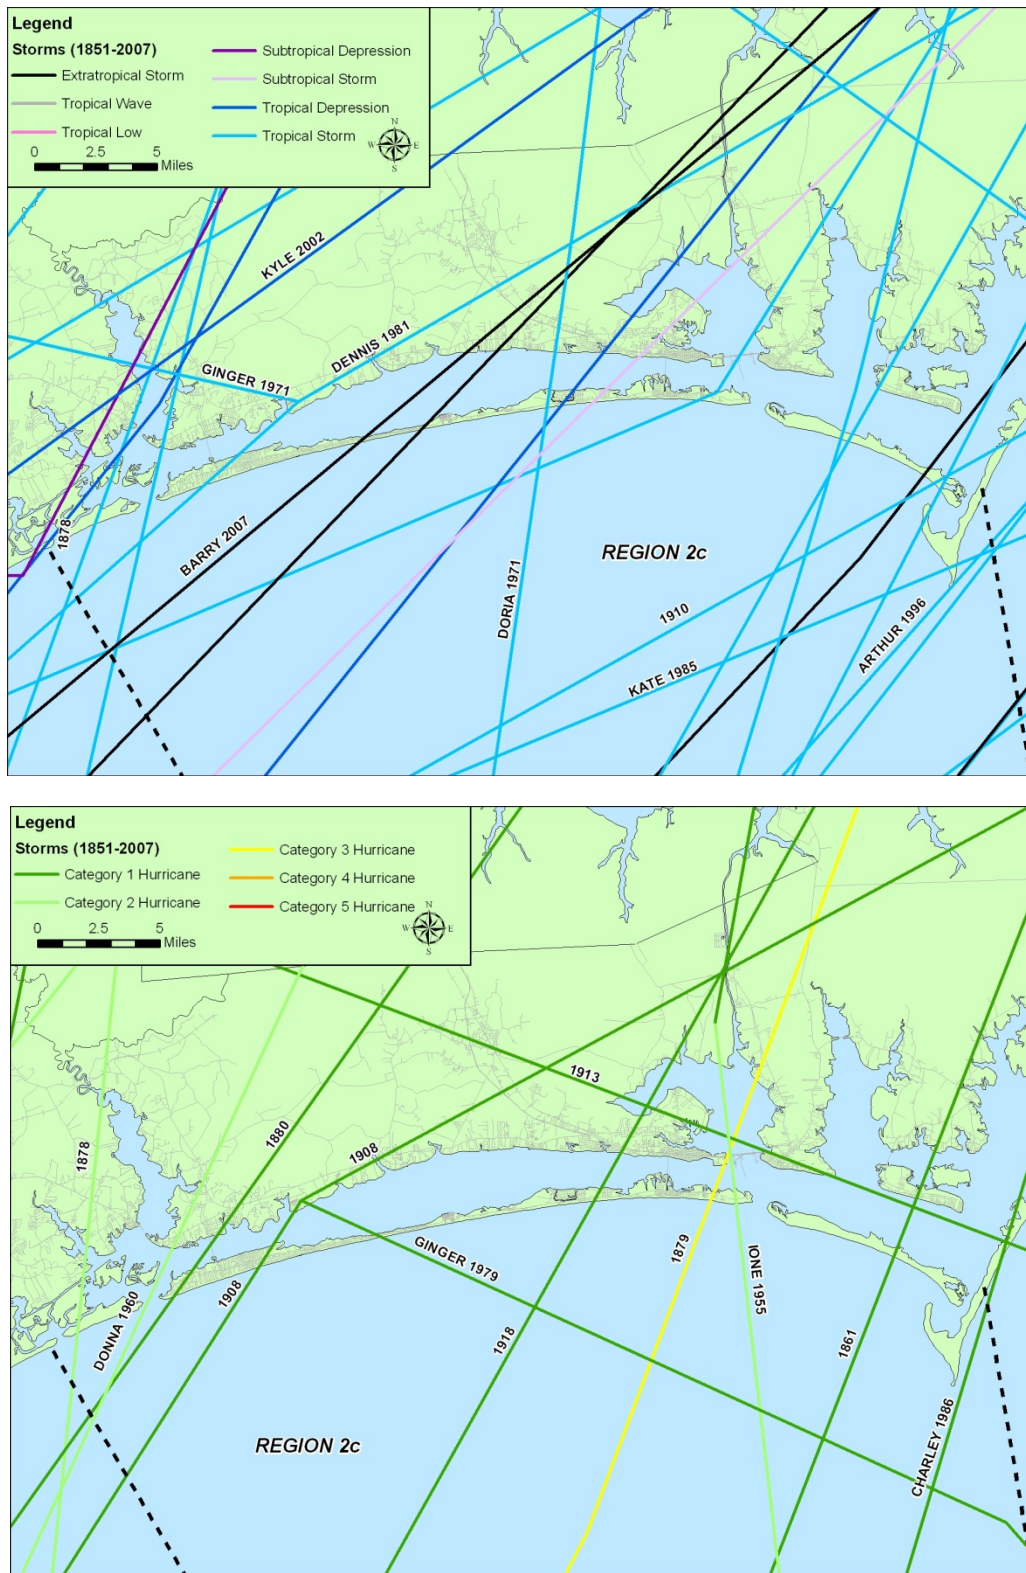 Legend
Storms (1851-2007)
Extratropical Storm
Tropical Wave
Tropical Low
Subtropical Depression
Subtropical Storm
Tropical Depression
Tropical Storm
0 2.5 5
Miles
N
W E
S
KYLE 2002
DENNIS 1981
GINGER 1971
1878
BARRY 2007
DORIA 1971
REGION 2c
1910
KATE 1985
ARTHUR 1996
Legend
Storms (1851-2007)
Category 1 Hurricane
Category 2 Hurricane
Category 3 Hurricane
Category 4 Hurricane
Category 5 Hurricane
0 2.5 5
Miles
N
W E
S
1913
1880
1878
1908
GINGER 1979
1879
IONE 1955
1908
DONNA 1960
1918
1861
CHARLEY 1986
REGION 2c